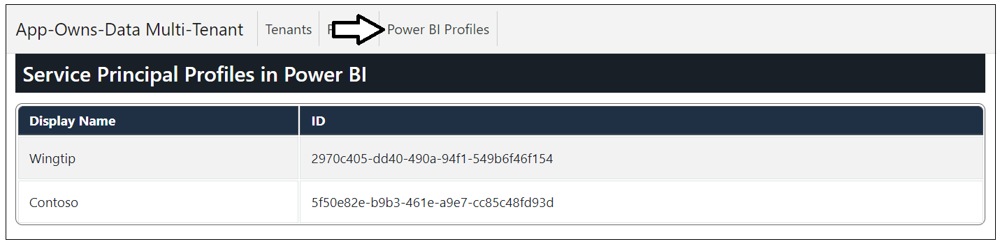 App-Owns-Data Multi-Tenant Tenants Power BI Profiles
Service Principal Profiles in Power BI
Display Name ID
Wingtip 2970c405-dd40-490a-94f1-549b6f46f154
Contoso 5f50e82e-b9b3-461e-a9e7-cc85c48fd93d